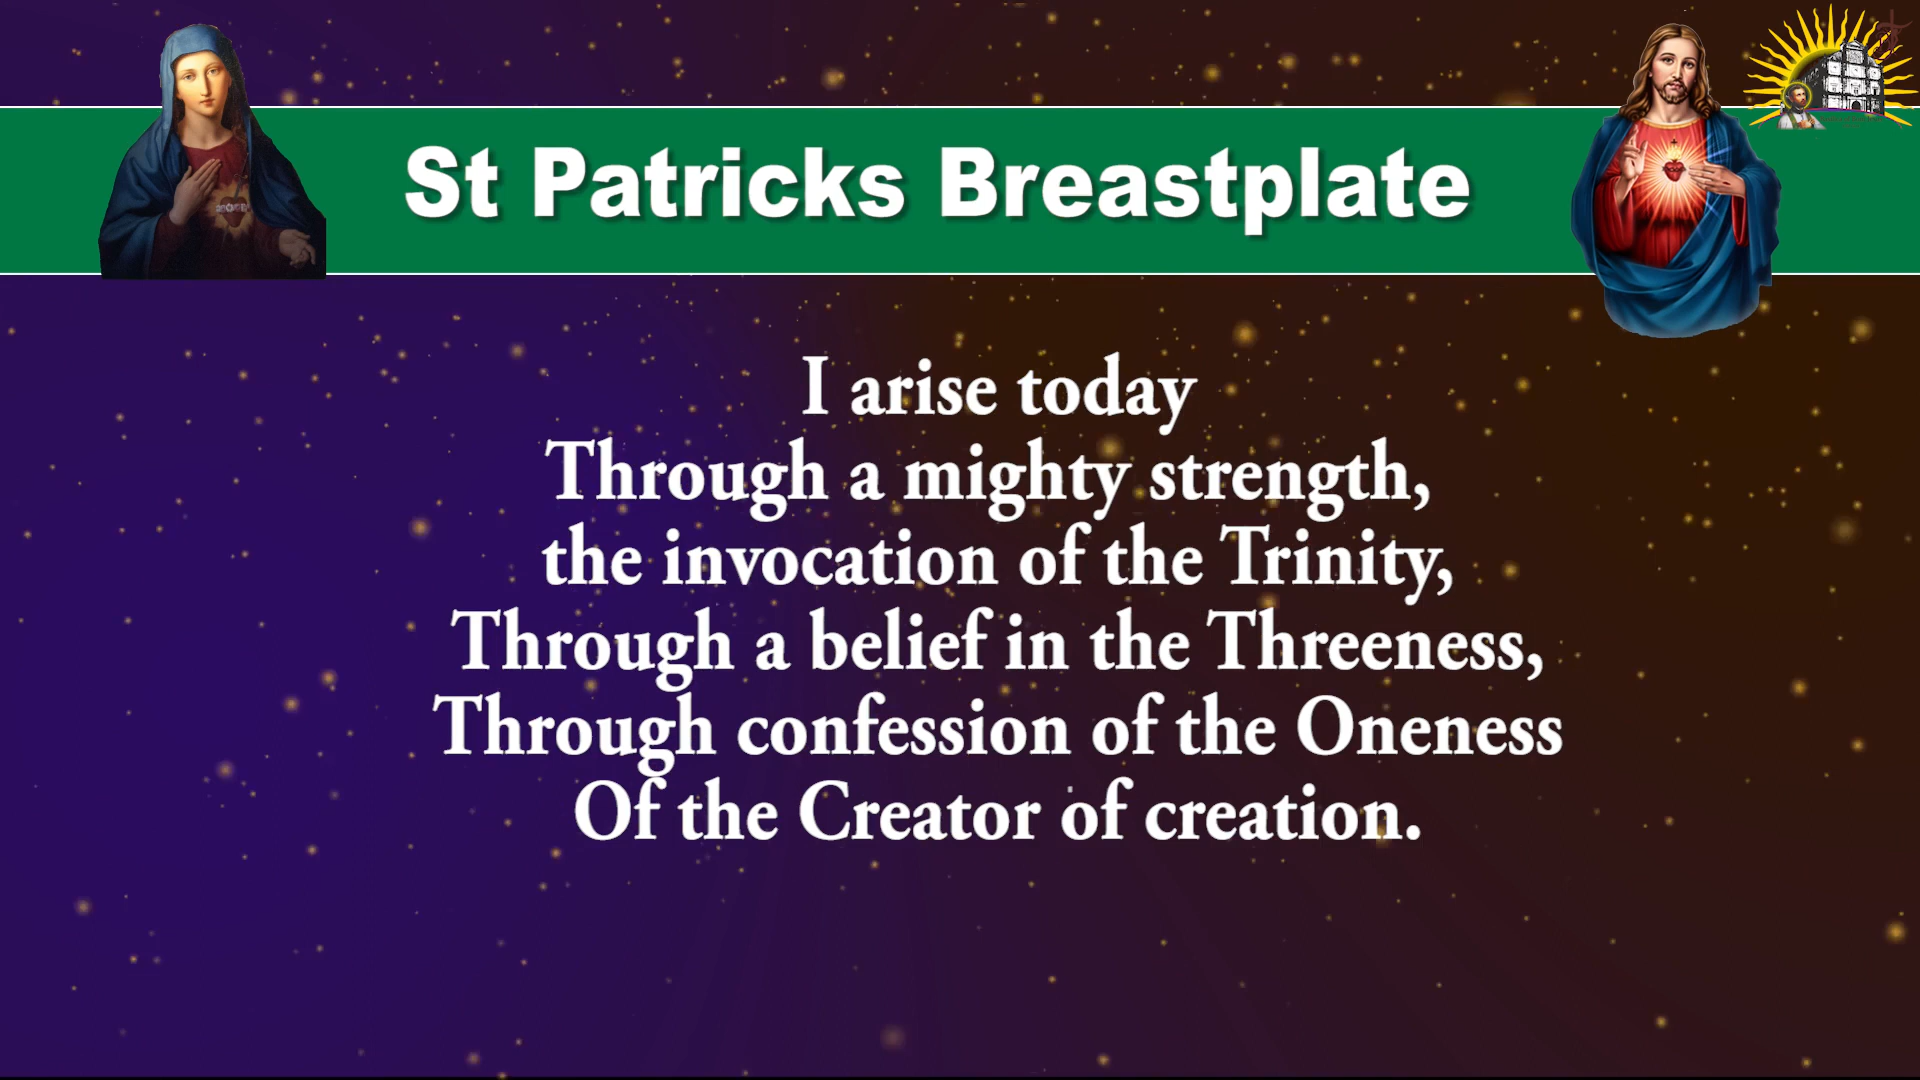 St Patricks Breastplate
I arise today
Through a mighty strength,
the invocation of the Trinity,
Through a belief in the Threeness,
Through confession of the Oneness
Of the Creator of creation.